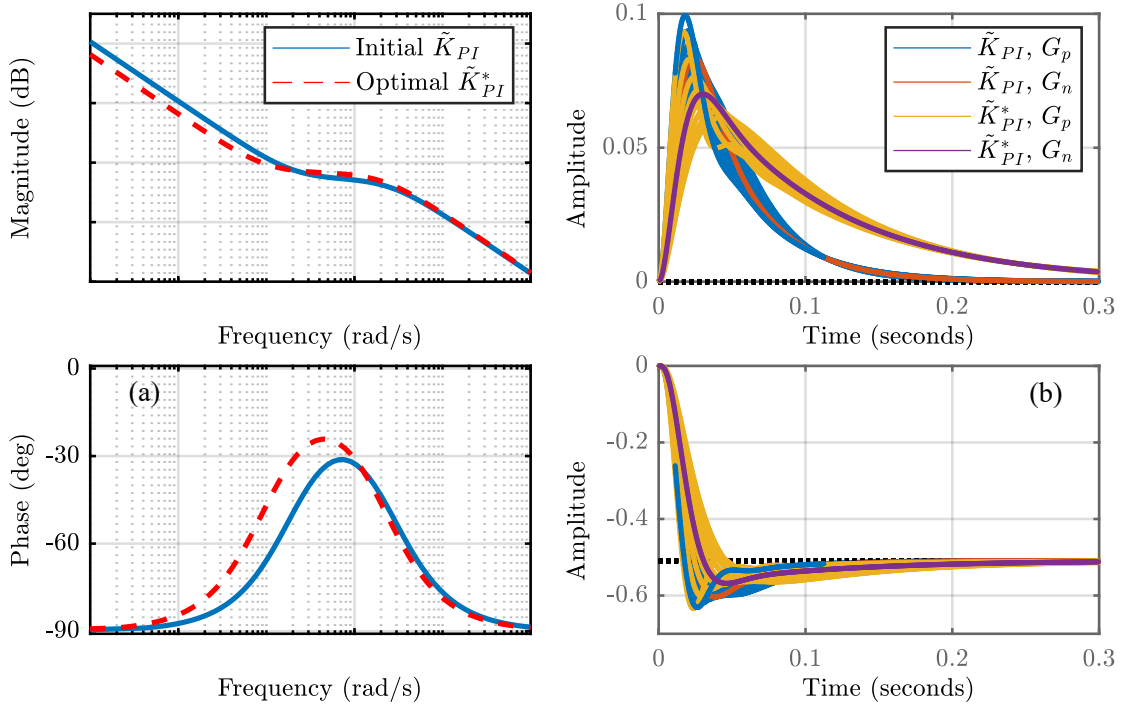 Magnitude (dB)
Initial K̃_PI
Optimal K̃*_PI
Frequency (rad/s)
Amplitude
0.1
0.05
0
K̃_PI, G_p
K̃_PI, G_n
K̃*_PI, G_p
K̃*_PI, G_n
0 0.1 0.2 0.3
Time (seconds)
Phase (deg)
0
-30
-60
-90
(a)
Frequency (rad/s)
Amplitude
0
-0.2
-0.4
-0.6
(b)
0 0.1 0.2 0.3
Time (seconds)